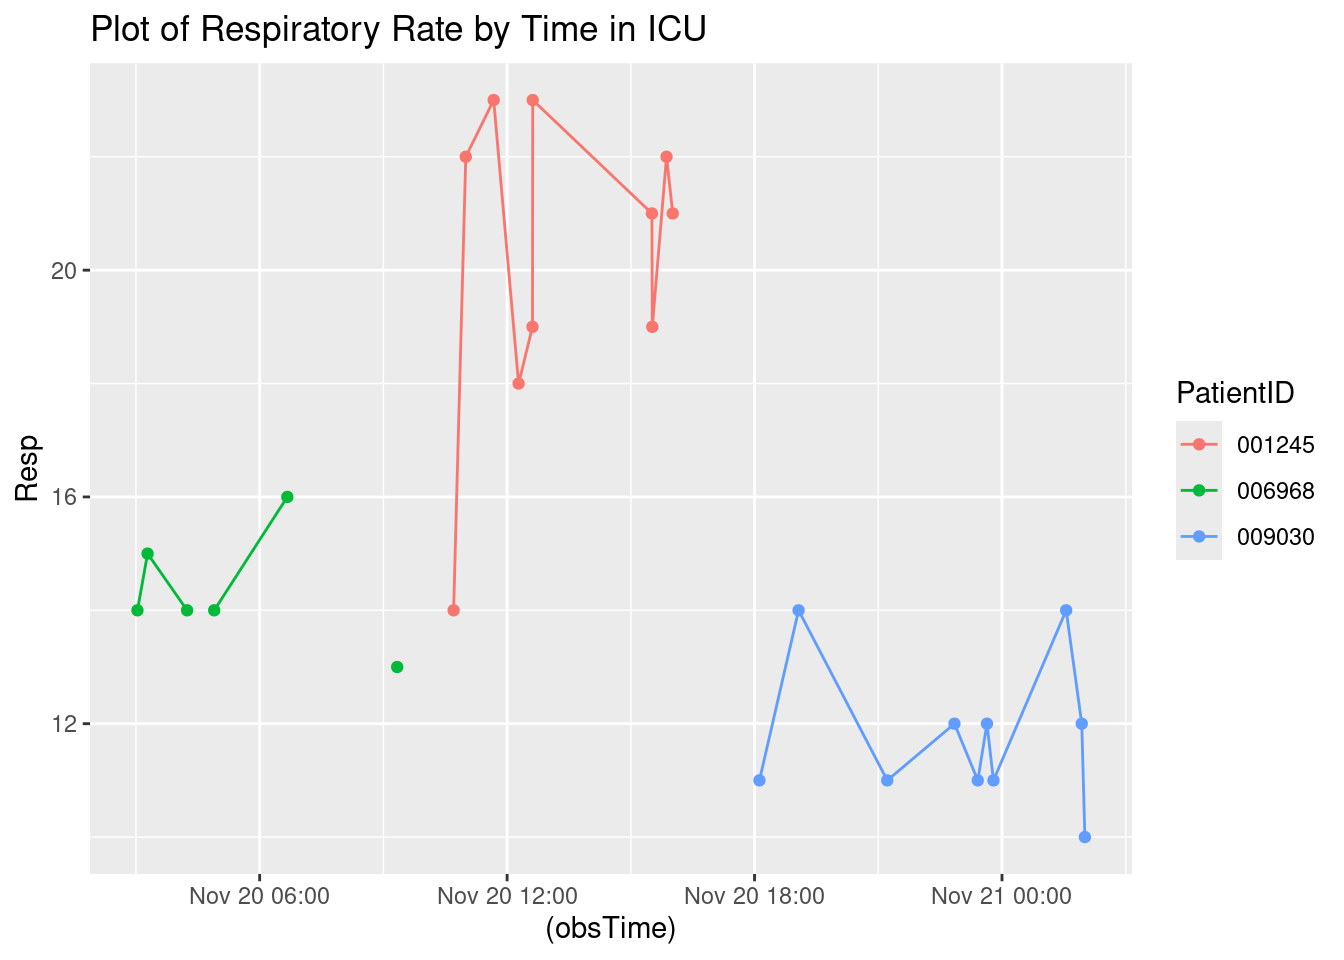 Plot of Respiratory Rate by Time in ICU
Resp
20
16
12
Nov 20 06:00
Nov 20 12:00
Nov 20 18:00
Nov 21 00:00
(obsTime)
PatientID
001245
006968
009030